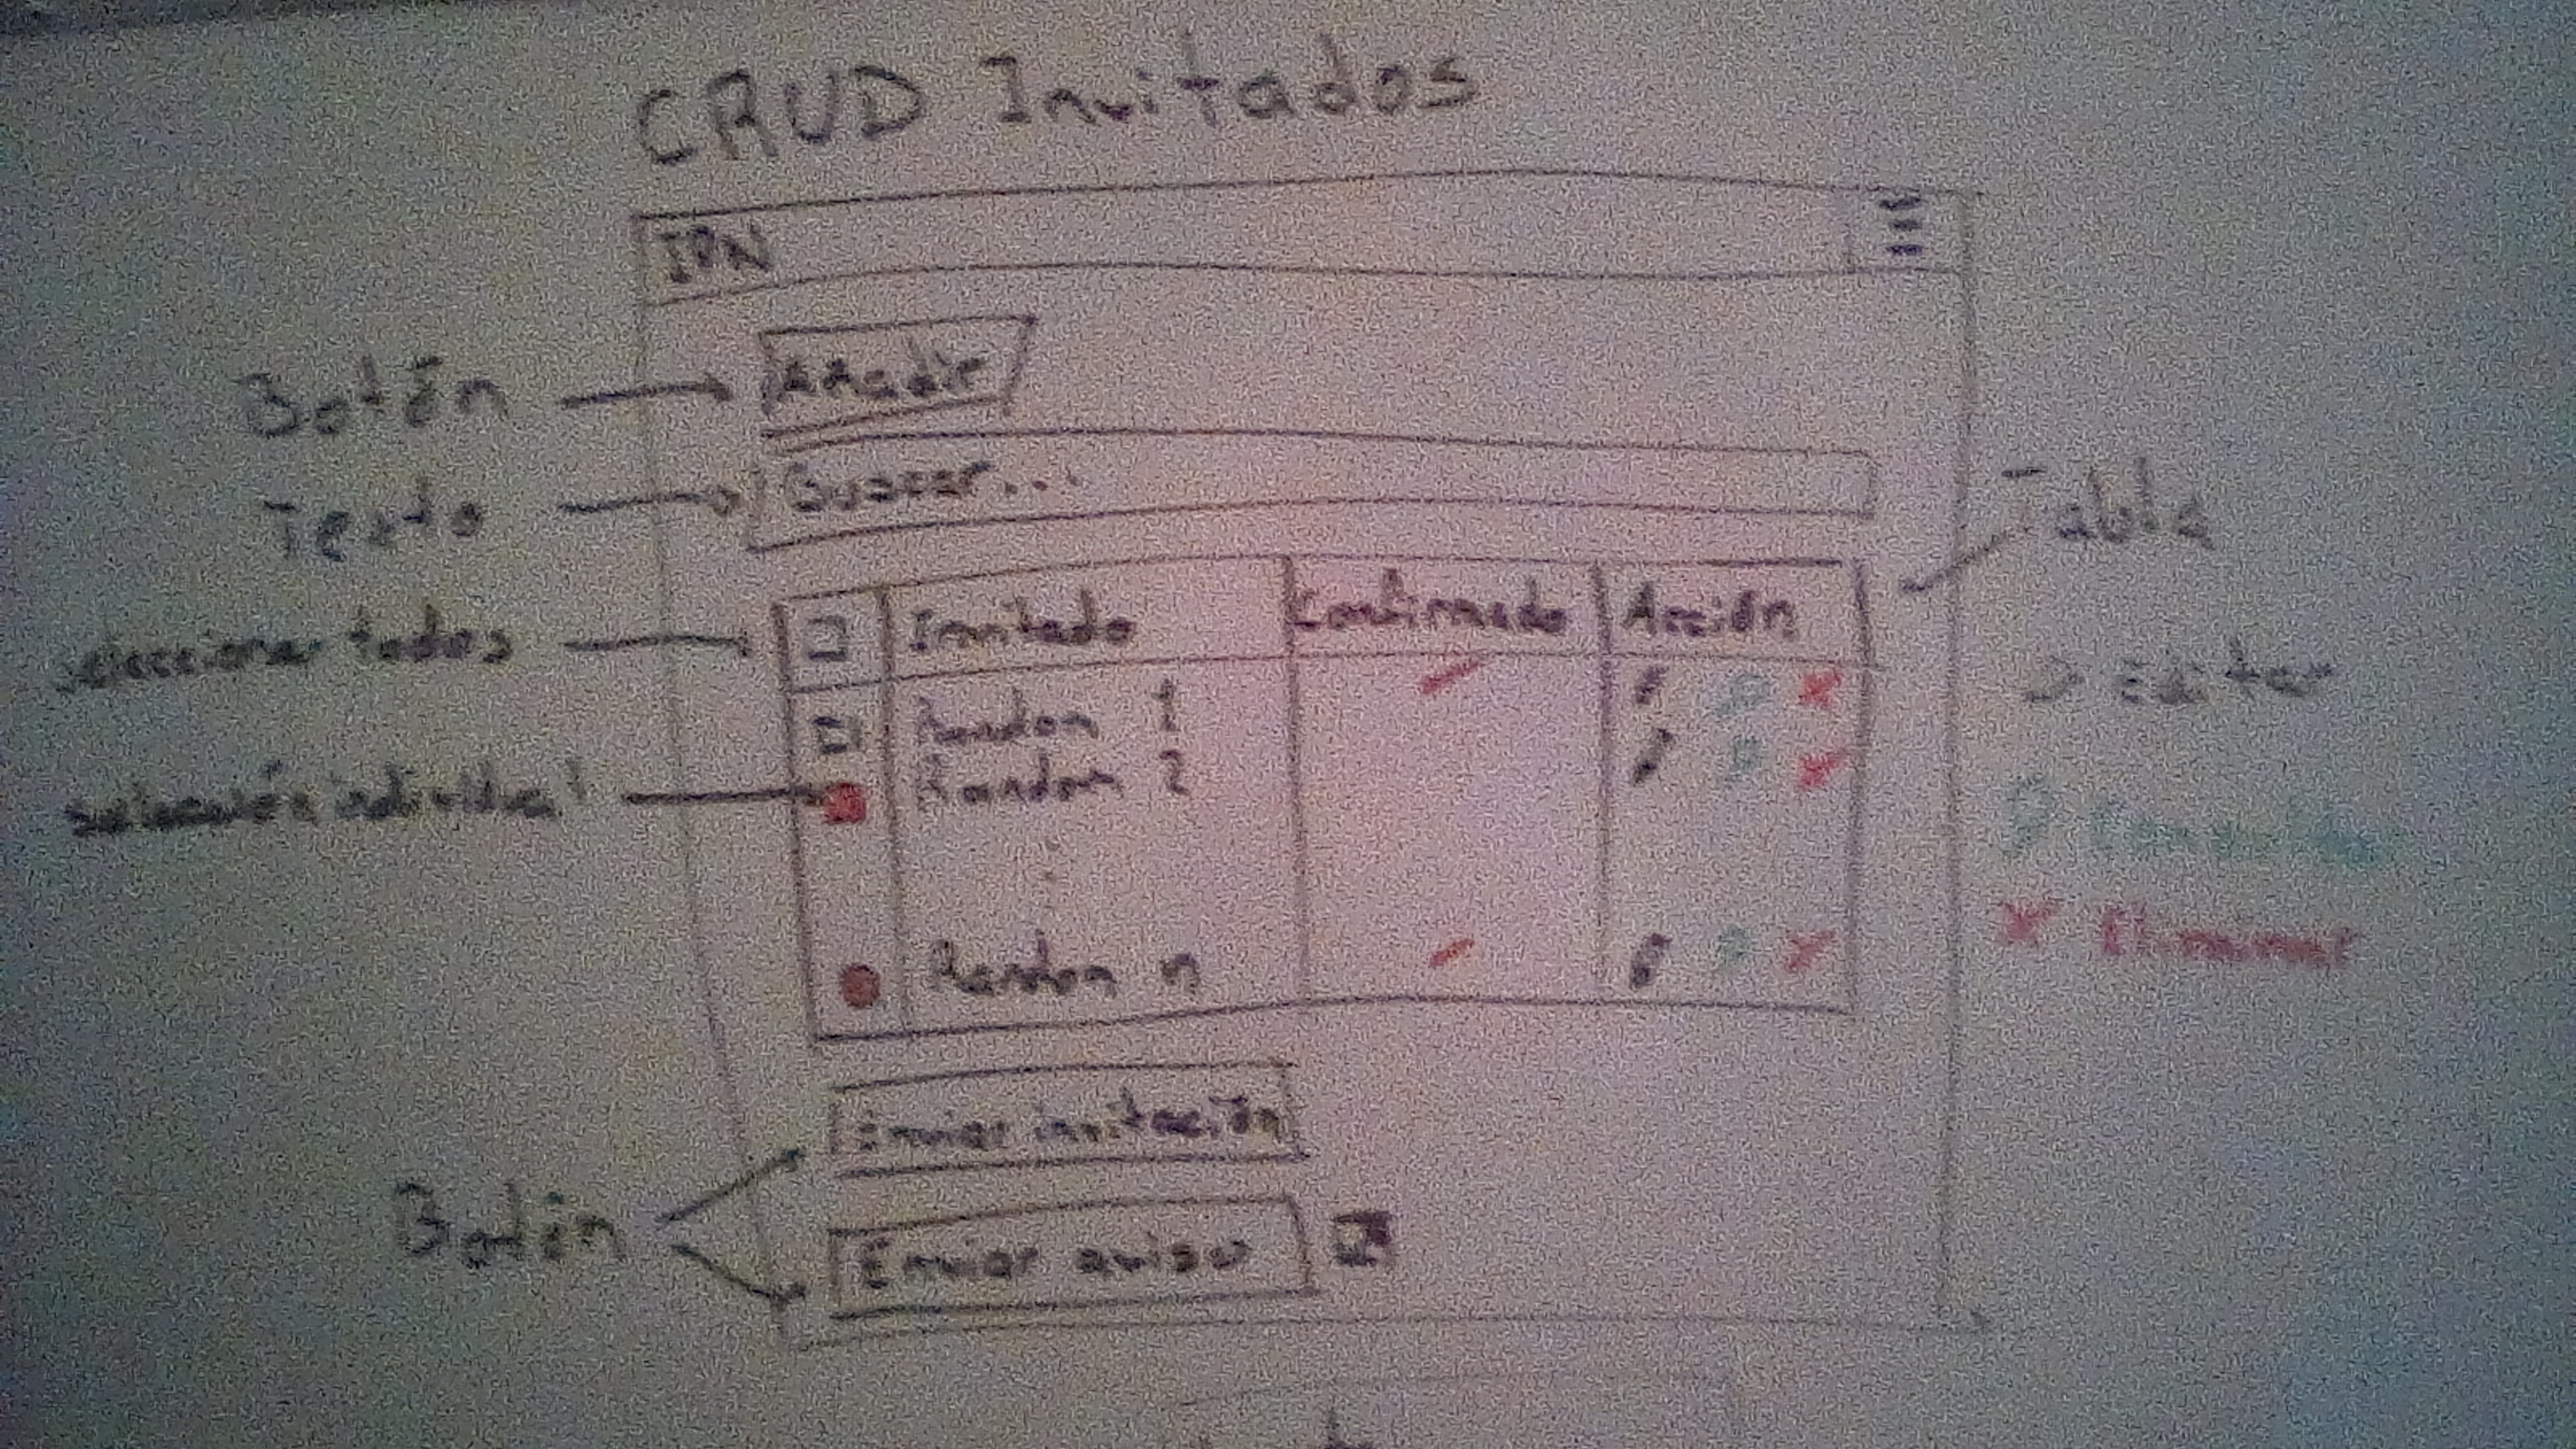 CRUD Invitados
IPN
Botón
Añadir
Texto
Buscar...
Tabla
seleccionar todos
Invitado
Confirmado
Acción
Editar
Random 1
selección individual
Random 2
Eliminar
Random n
Enviar invitación
Botón
Enviar aviso